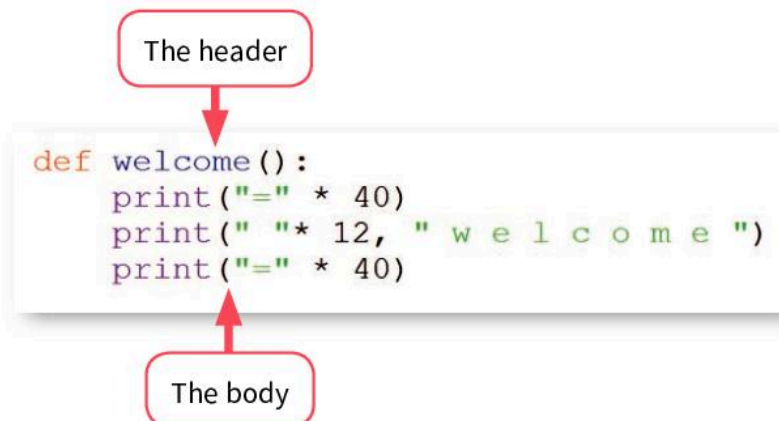 The header
def welcome():
    print("=" * 40)
    print(" "* 12, " w e l c o m e ")
    print("=" * 40)
The body